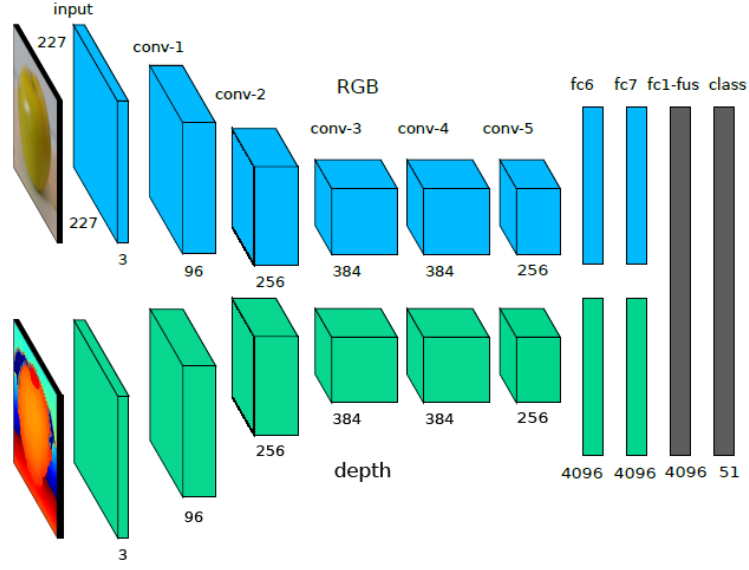 input
227
conv-1
conv-2
RGB
conv-3
conv-4
conv-5
fc6
fc7
fc1-fus
class
227
3
96
256
384
384
256
256
384
384
256
depth
96
3
4096
4096
4096
51